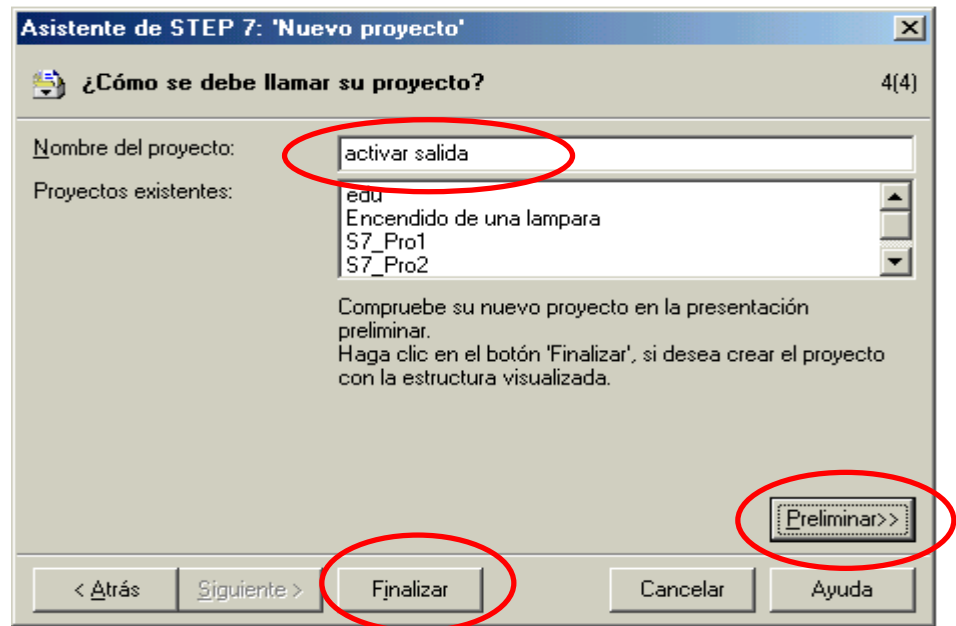 Asistente de STEP 7: 'Nuevo proyecto'
¿Cómo se debe llamar su proyecto? 4(4)
Nombre del proyecto: activar salida
Proyectos existentes: edu
Encendido de una lampara
S7_Pro1
S7_Pro2
Compruebe su nuevo proyecto en la presentación
preliminar.
Haga clic en el botón 'Finalizar', si desea crear el proyecto
con la estructura visualizada.
Preliminar>>
< Atrás Siguiente > Finalizar Cancelar Ayuda